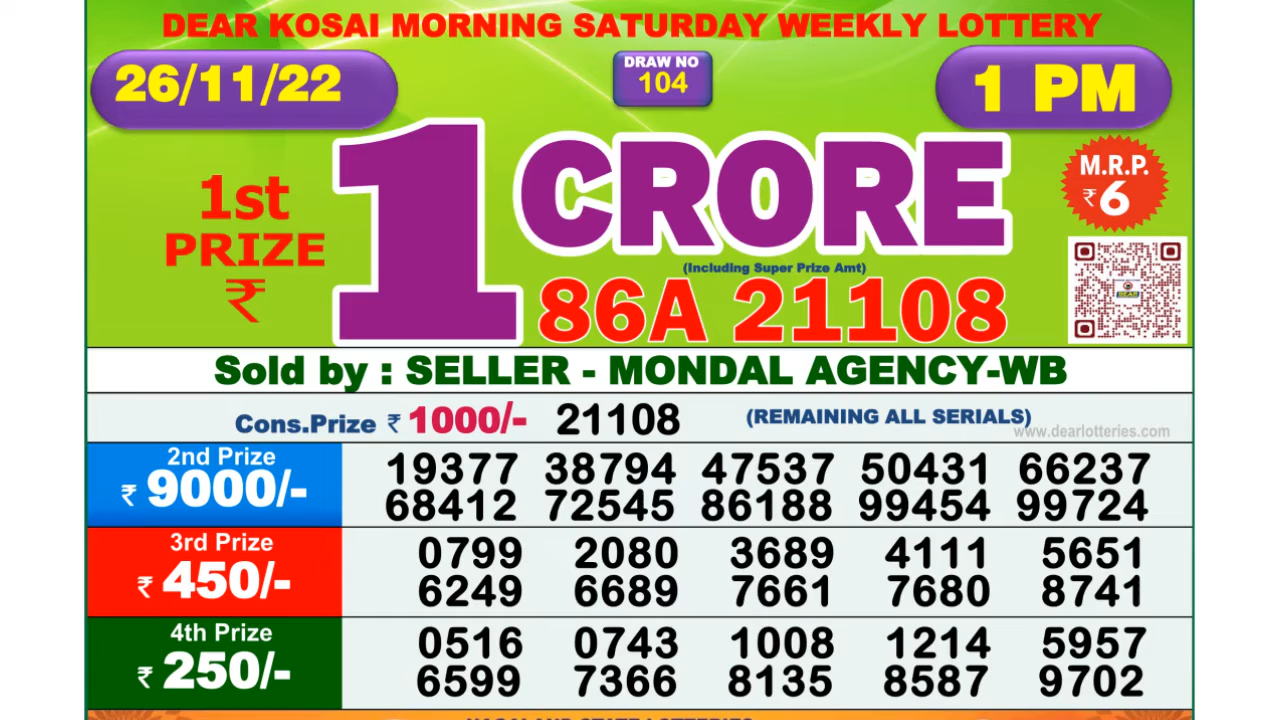 DEAR KOSAI MORNING SATURDAY WEEKLY LOTTERY
26/11/22
DRAW NO
104
1 PM
1st
PRIZE
₹
1 CRORE
(Including Super Prize Amt)
86A 21108
M.R.P.
₹ 6
DEAR
Sold by : SELLER - MONDAL AGENCY-WB
Cons.Prize ₹ 1000/- 21108 (REMAINING ALL SERIALS)
www.dearlotteries.com
2nd Prize
₹ 9000/-
19377 38794 47537 50431 66237
68412 72545 86188 99454 99724
3rd Prize
₹ 450/-
0799 2080 3689 4111 5651
6249 6689 7661 7680 8741
4th Prize
₹ 250/-
0516 0743 1008 1214 5957
6599 7366 8135 8587 9702
NAGALAND STATE LOTTERIES